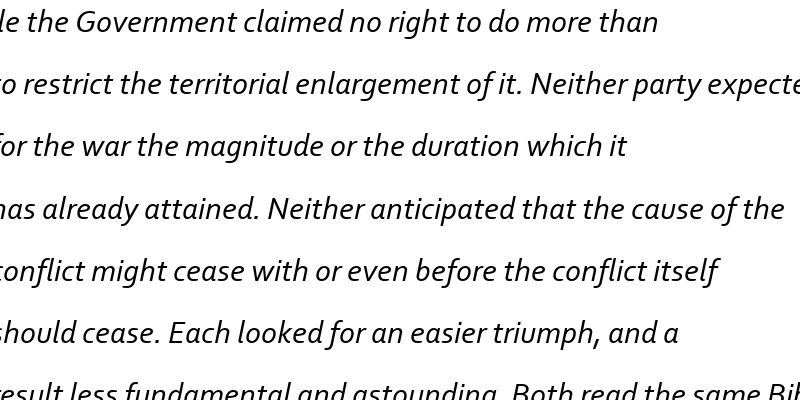 le the Government claimed no right to do more than
to restrict the territorial enlargement of it. Neither party expecte
for the war the magnitude or the duration which it
has already attained. Neither anticipated that the cause of the
conflict might cease with or even before the conflict itself
should cease. Each looked for an easier triumph, and a
result less fundamental and astounding. Both read the same Bib